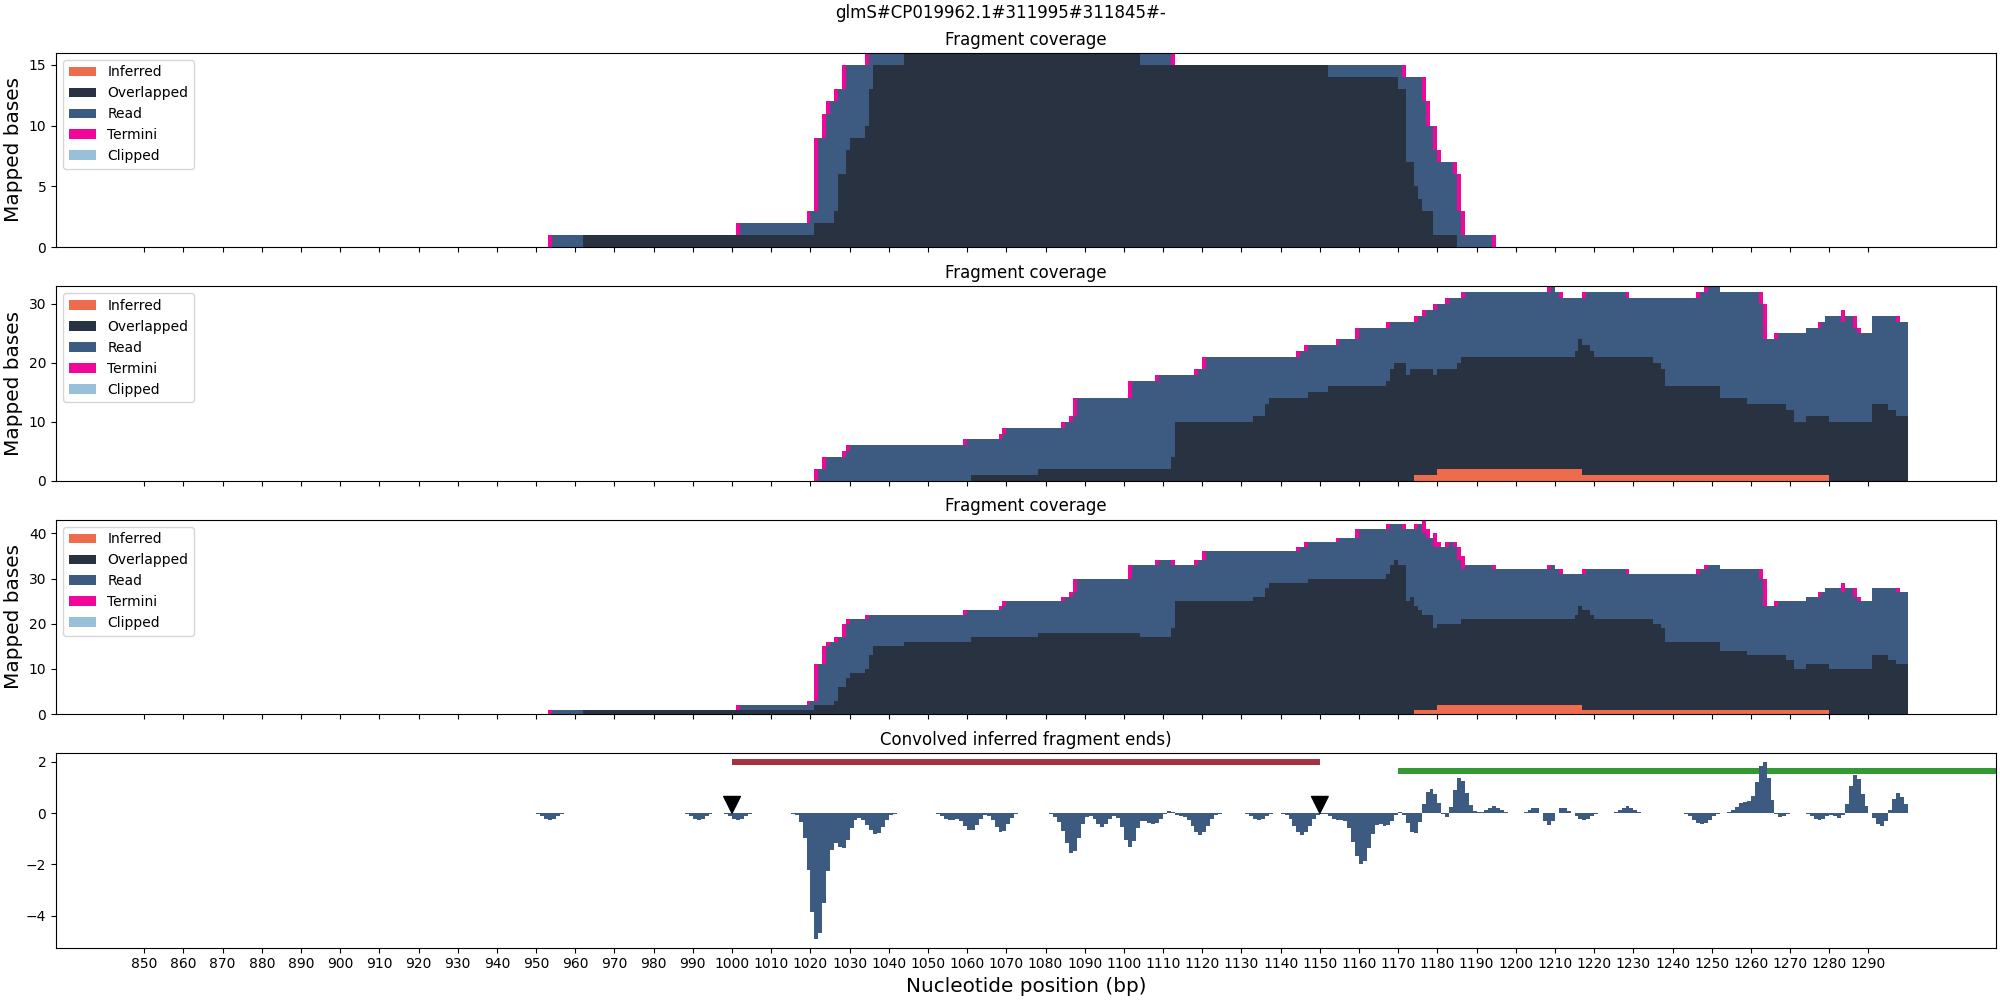 glmS#CP019962.1#311995#311845#-
Fragment coverage
Mapped bases
15
10
5
0
Inferred
Overlapped
Read
Termini
Clipped
Fragment coverage
Mapped bases
30
20
10
0
Inferred
Overlapped
Read
Termini
Clipped
Fragment coverage
Mapped bases
40
30
20
10
0
Inferred
Overlapped
Read
Termini
Clipped
Convolved inferred fragment ends)
2
0
−2
−4
850 860 870 880 890 900 910 920 930 940 950 960 970 980 990 1000 1010 1020 1030 1040 1050 1060 1070 1080 1090 1100 1110 1120 1130 1140 1150 1160 1170 1180 1190 1200 1210 1220 1230 1240 1250 1260 1270 1280 1290
Nucleotide position (bp)